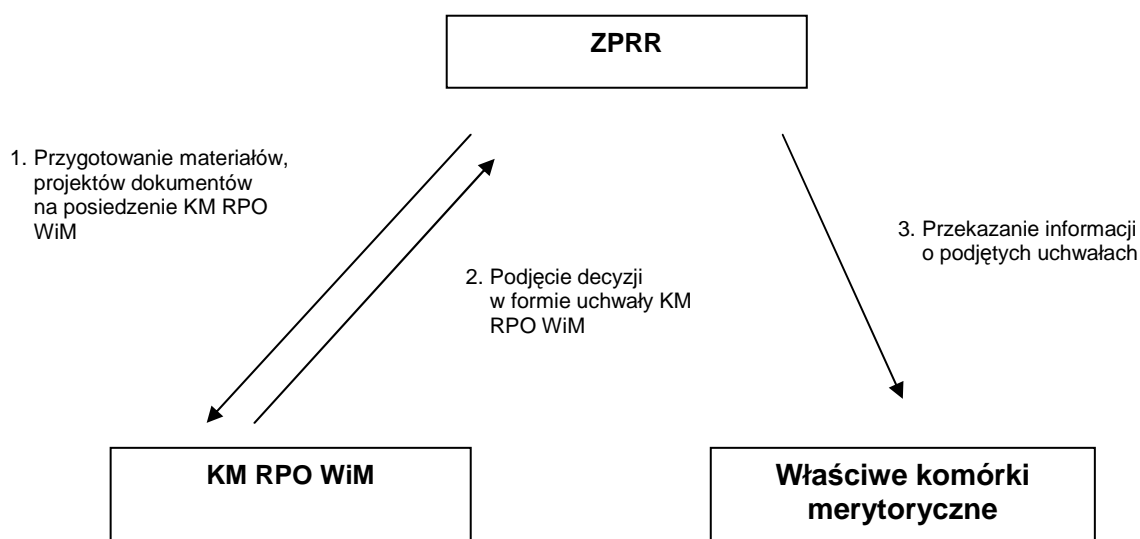 ZPRR
1. Przygotowanie materiałów,
projektów dokumentów
na posiedzenie KM RPO
WiM
2. Podjęcie decyzji
w formie uchwały KM
RPO WiM
3. Przekazanie informacji
o podjętych uchwałach
KM RPO WiM
Właściwe komórki
merytoryczne